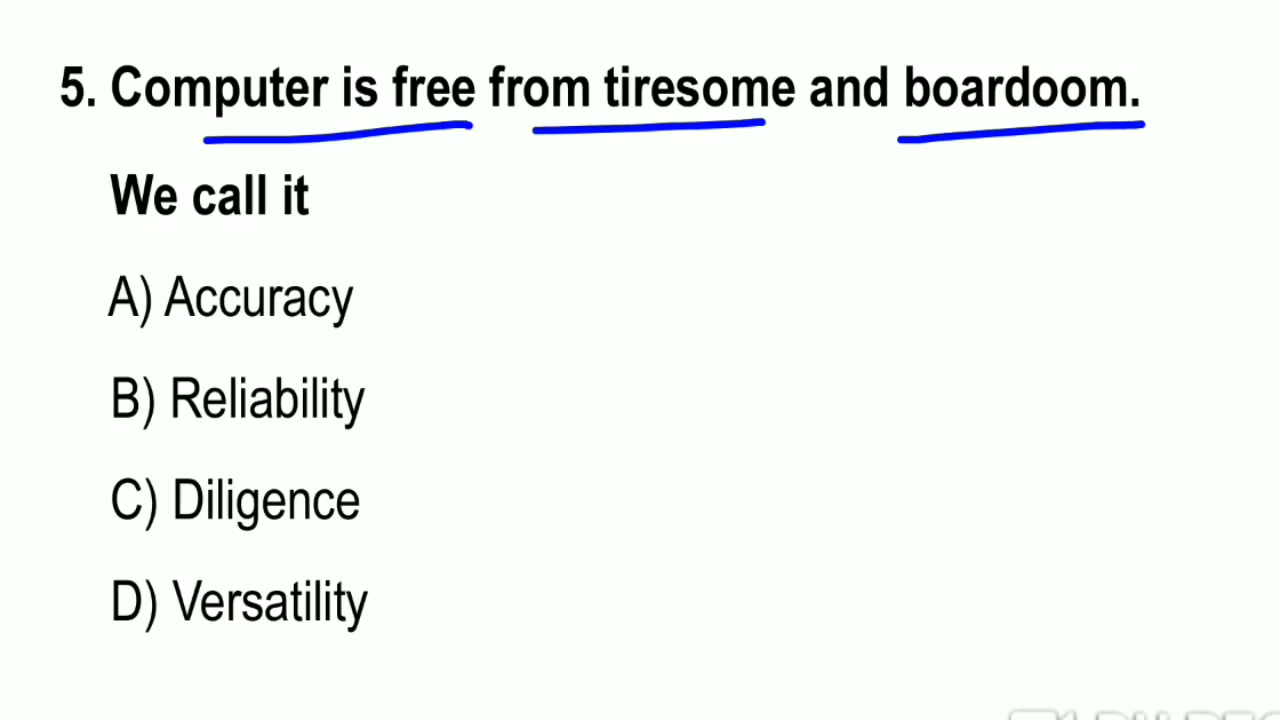 5. Computer is free from tiresome and boardoom.
We call it
A) Accuracy
B) Reliability
C) Diligence
D) Versatility